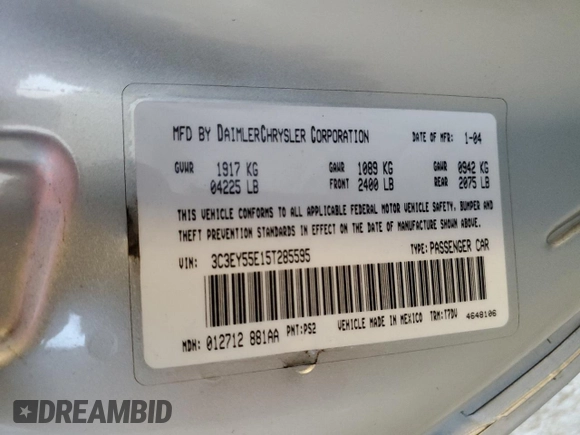 MFD BY DAIMLERCHRYSLER CORPORATION DATE OF MFR: 1-04
GVWR 1917 KG GAWR 1089 KG GAWR 0942 KG
04225 LB FRONT 2400 LB REAR 2075 LB
THIS VEHICLE CONFORMS TO ALL APPLICABLE FEDERAL MOTOR VEHICLE SAFETY, BUMPER AND
THEFT PREVENTION STANDARDS IN EFFECT ON THE DATE OF MANUFACTURE SHOWN ABOVE.
VIN: 3C3EY55E15T285595 TYPE: PASSENGER CAR
MDH: 012712 881AA PNT: PS2 VEHICLE MADE IN MEXICO TRM: T7DV 4648106
DREAMBID